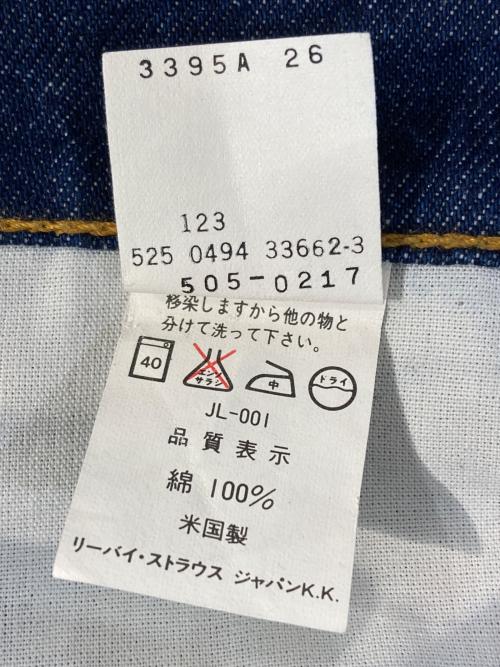 3395A 26
123
525 0494 33662-3
505-0217
移染しますから他の物と
分けて洗って下さい。
40 エンソ サラシ 中 ドライ
JL-001
品質表示
綿 100%
米国製
リーバイ・ストラウス ジャパンK.K.